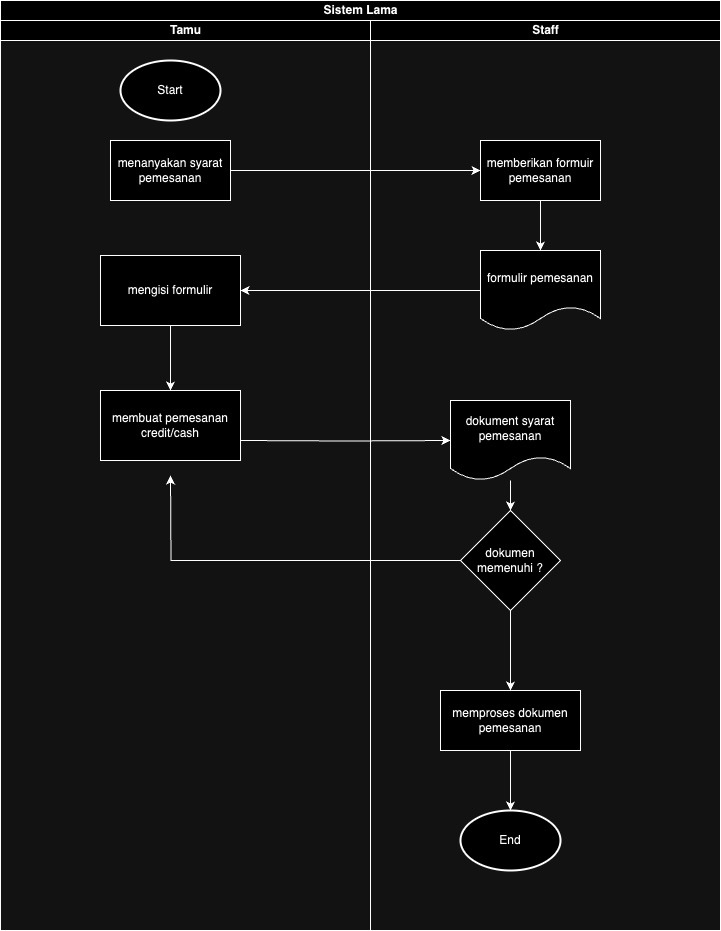 Sistem Lama
Tamu
Staff
Start
menanyakan syarat
pemesanan
memberikan formuir
pemesanan
mengisi formulir
formulir pemesanan
membuat pemesanan
credit/cash
dokument syarat
pemesanan
dokumen
memenuhi ?
memproses dokumen
pemesanan
End